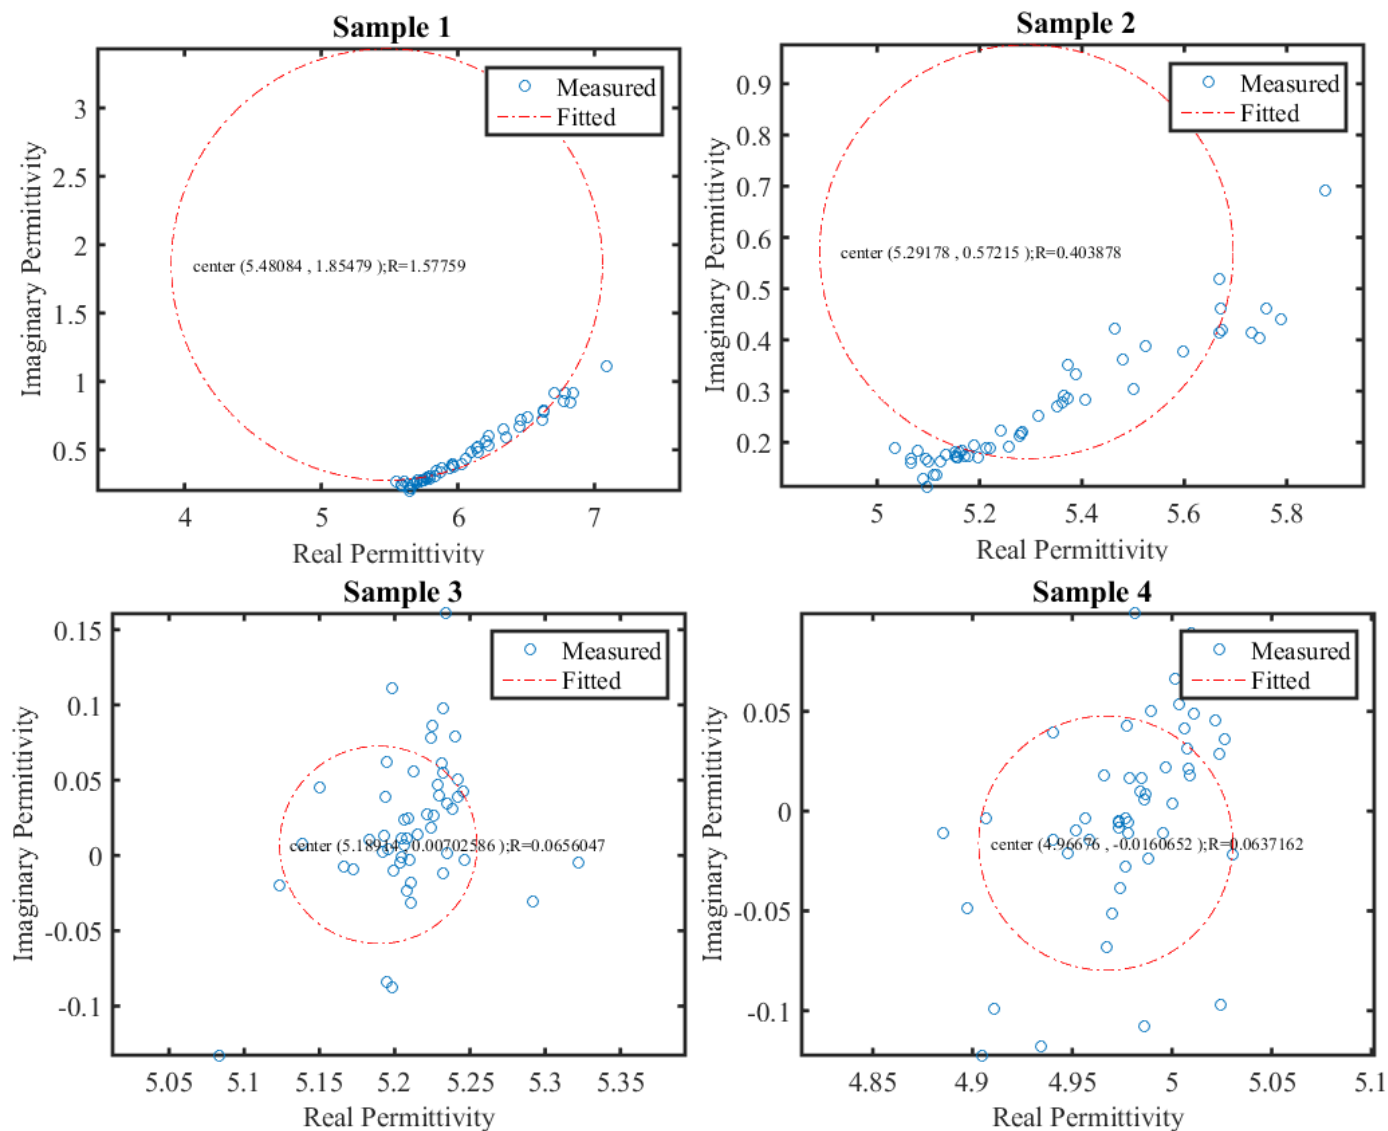 Sample 1
Measured
Fitted
3
2.5
2
1.5
1
0.5
Imaginary Permittivity
center (5.48084 , 1.85479 );R=1.57759
4 5 6 7
Real Permittivity
Sample 2
Measured
Fitted
0.9
0.8
0.7
0.6
0.5
0.4
0.3
0.2
Imaginary Permittivity
center (5.29178 , 0.57215 );R=0.403878
5 5.2 5.4 5.6 5.8
Real Permittivity
Sample 3
Measured
Fitted
0.15
0.1
0.05
0
-0.05
-0.1
Imaginary Permittivity
center (5.18914 , 0.00702586 );R=0.0656047
5.05 5.1 5.15 5.2 5.25 5.3 5.35
Real Permittivity
Sample 4
Measured
Fitted
0.05
0
-0.05
-0.1
Imaginary Permittivity
center (4.96676 , -0.0160652 );R=0.0637162
4.85 4.9 4.95 5 5.05 5.1
Real Permittivity